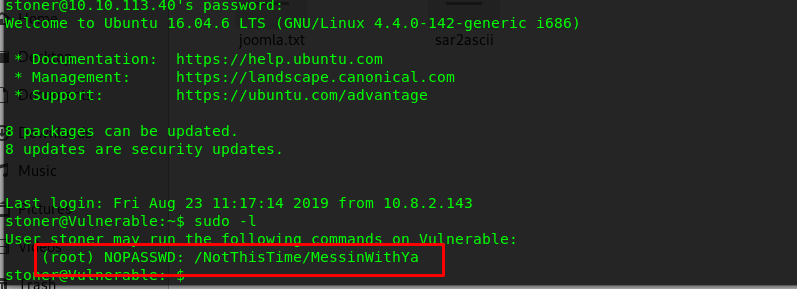 stoner@10.10.113.40's password:
Welcome to Ubuntu 16.04.6 LTS (GNU/Linux 4.4.0-142-generic i686)
joomla.txt sar2ascii
* Documentation: https://help.ubuntu.com
* Management: https://landscape.canonical.com
* Support: https://ubuntu.com/advantage
8 packages can be updated.
8 updates are security updates.
Music
Last login: Fri Aug 23 11:17:14 2019 from 10.8.2.143
Pictures
stoner@Vulnerable:~$ sudo -l
User stoner may run the following commands on Vulnerable:
Videos
(root) NOPASSWD: /NotThisTime/MessinWithYa
stoner@Vulnerable:~$
Trash